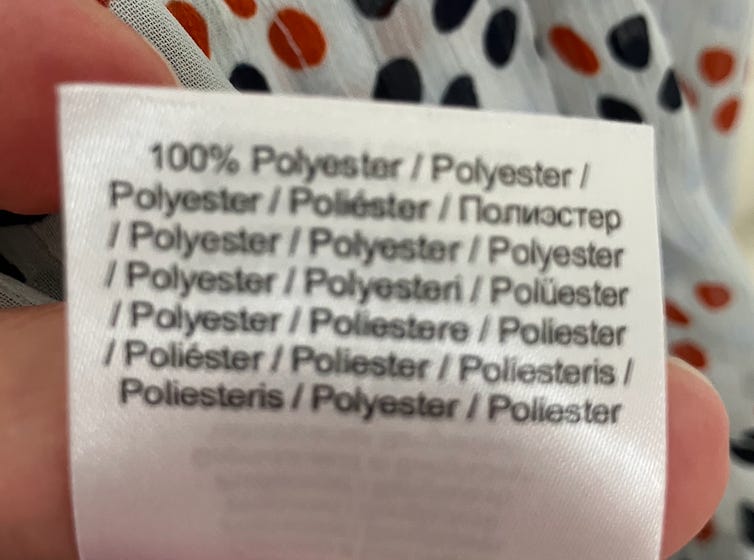 100% Polyester / Polyester /
Polyester / Poliéster / Полиэстер
/ Polyester / Polyester / Polyester
/ Polyester / Polyesteri / Polüester
/ Polyester / Poliestere / Poliester
/ Poliéster / Poliester / Poliesteris /
Poliesteris / Polyester / Poliester